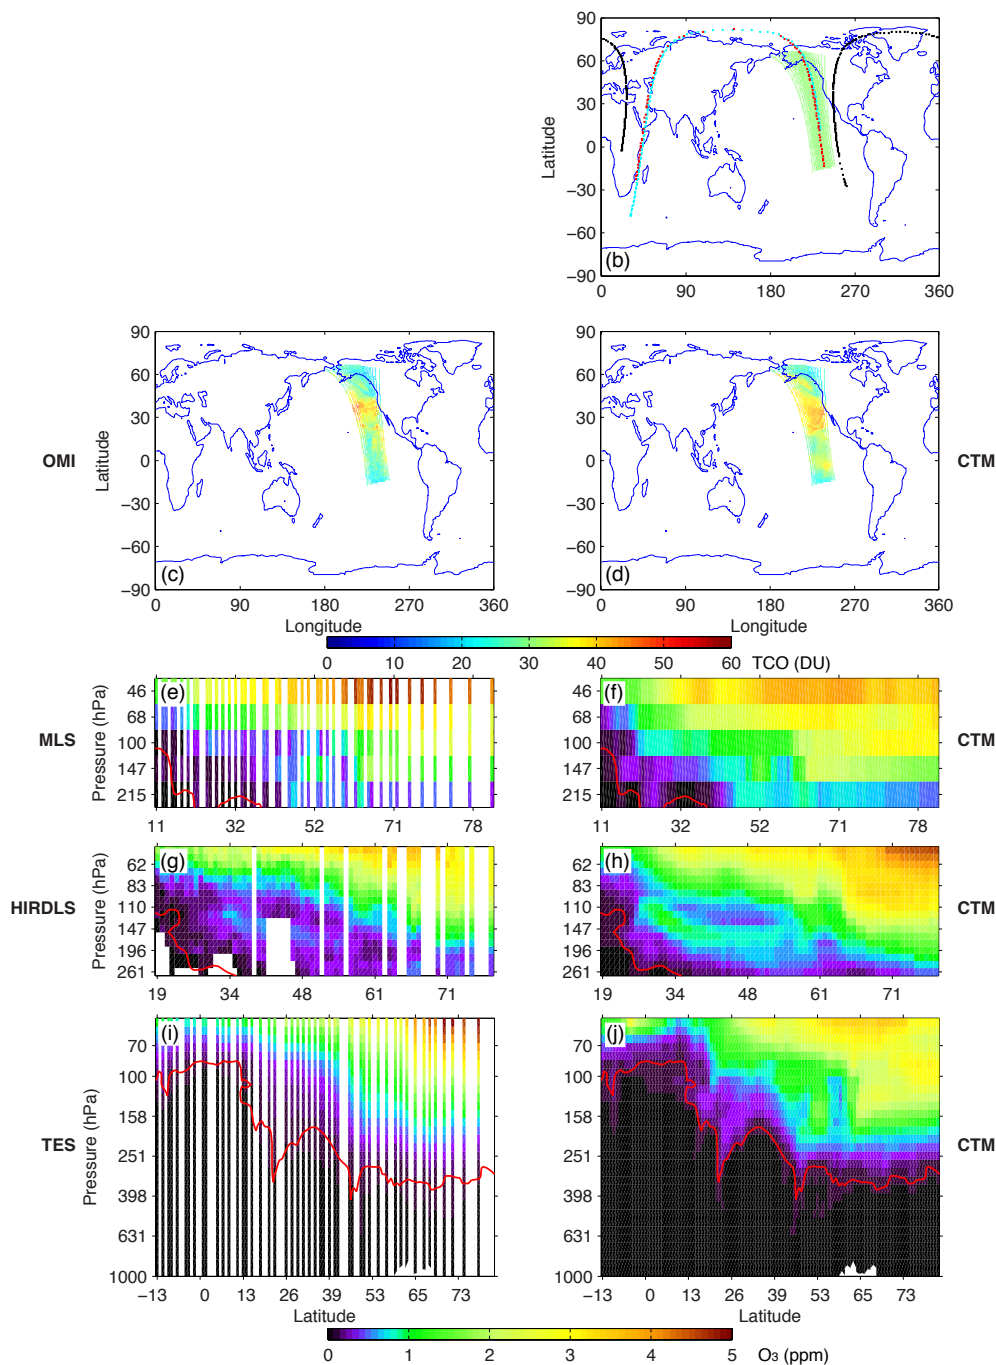 90
60
30
0
−30
−60
−90
Latitude
(b)
0 90 180 270 360
90
60
30
0
−30
−60
−90
Latitude
OMI
(c)
0 90 180 270 360
Longitude
90
60
30
0
−30
−60
−90
CTM
(d)
0 90 180 270 360
Longitude
0 10 20 30 40 50 60 TCO (DU)
MLS
Pressure (hPa)
46
68
100
147
215
(e)
11 32 52 71 78
46
68
100
147
215
(f)
11 32 52 71 78
CTM
HIRDLS
Pressure (hPa)
62
83
110
147
196
261
(g)
19 34 48 61 71
62
83
110
147
196
261
(h)
19 34 48 61 71
CTM
TES
Pressure (hPa)
70
100
158
251
398
631
1000
(i)
−13 0 13 26 39 53 65 73
Latitude
70
100
158
251
398
631
1000
(j)
−13 0 13 26 39 53 65 73
Latitude
CTM
0 1 2 3 4 5 O3 (ppm)